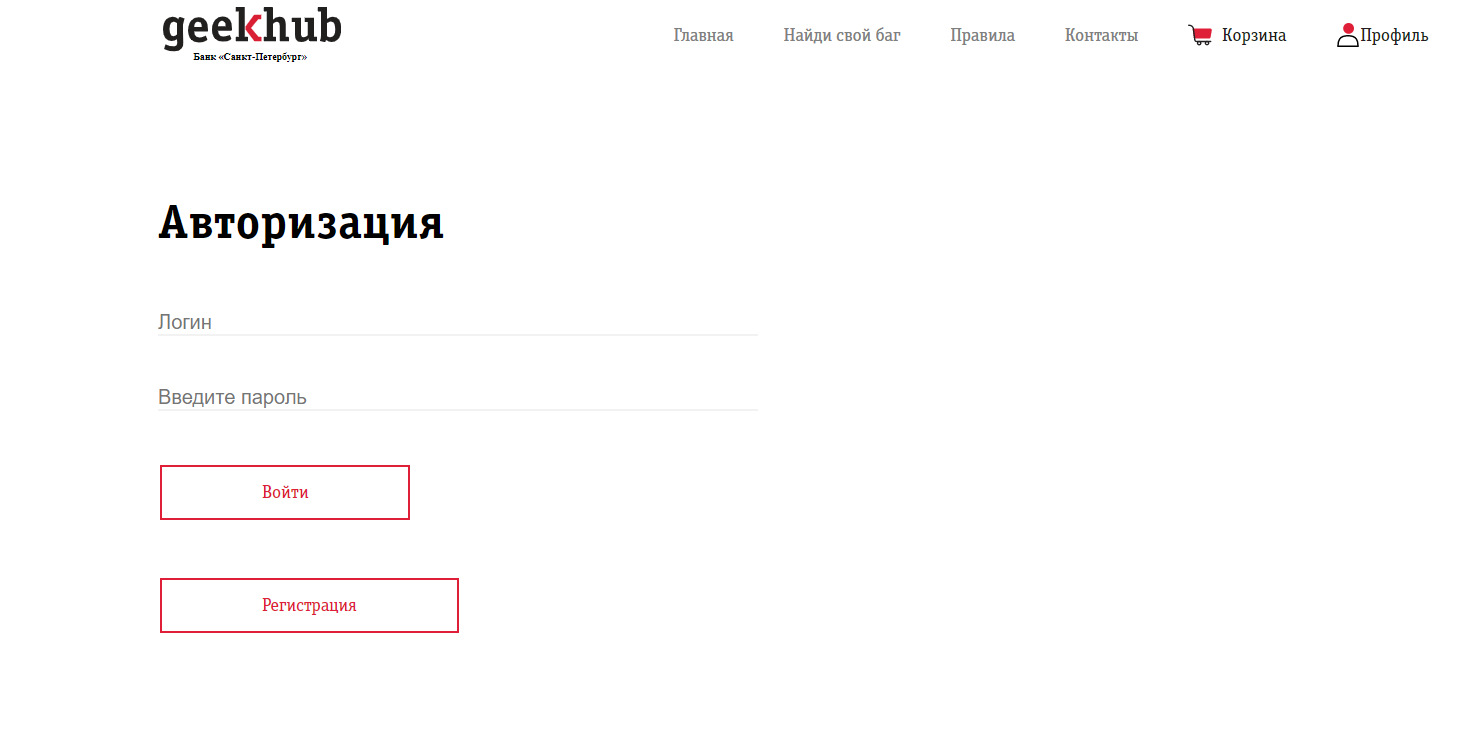 geekhub
Банк «Санкт-Петербург»
Главная Найди свой баг Правила Контакты Корзина Профиль
Авторизация
Логин
Введите пароль
Войти
Регистрация